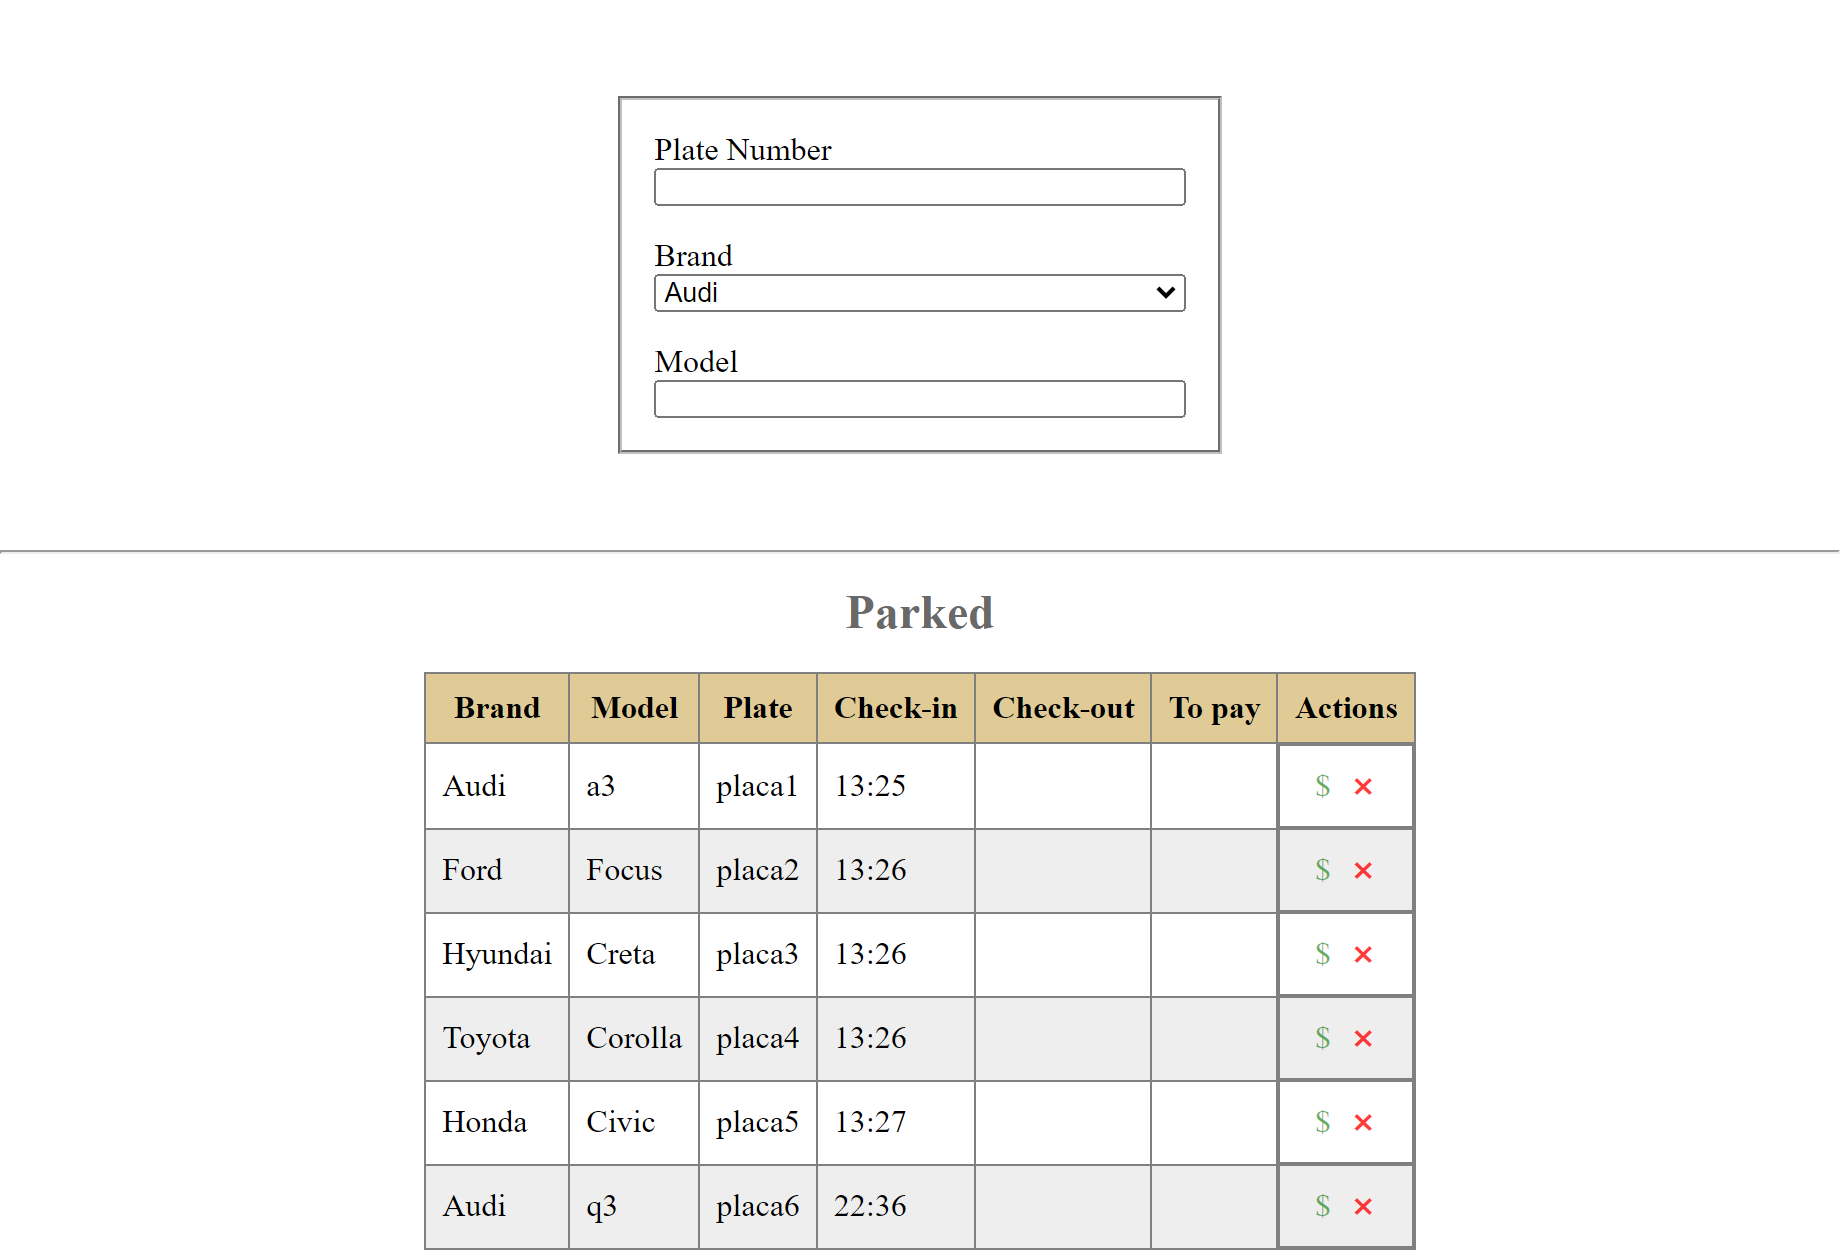 Plate Number
Brand
Audi
Model
Parked
Brand Model Plate Check-in Check-out To pay Actions
Audi a3 placa1 13:25 $ ×
Ford Focus placa2 13:26 $ ×
Hyundai Creta placa3 13:26 $ ×
Toyota Corolla placa4 13:26 $ ×
Honda Civic placa5 13:27 $ ×
Audi q3 placa6 22:36 $ ×